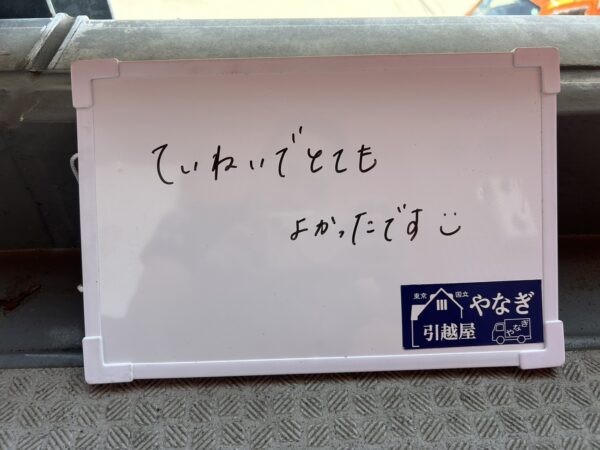 ていねいでとても
よかったです
東京 国立
やなぎ
引越屋
やなぎ